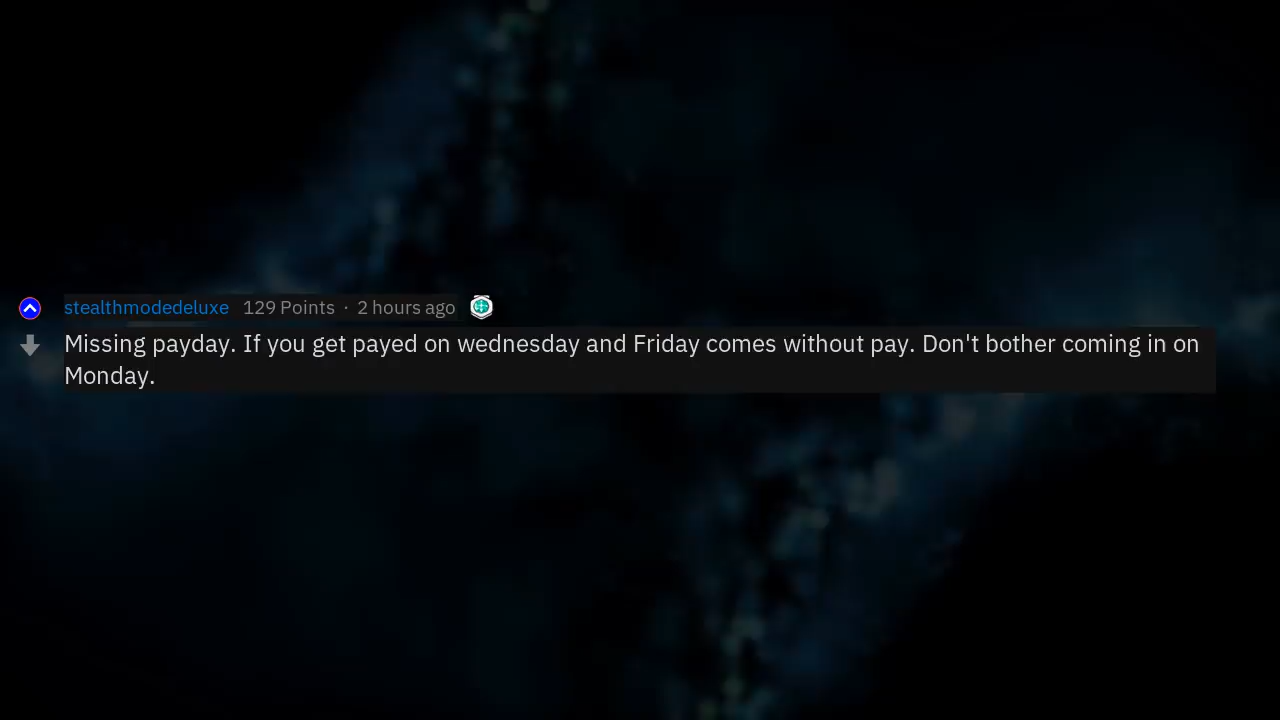 stealthmodedeluxe 129 Points · 2 hours ago
Missing payday. If you get payed on wednesday and Friday comes without pay. Don't bother coming in on
Monday.